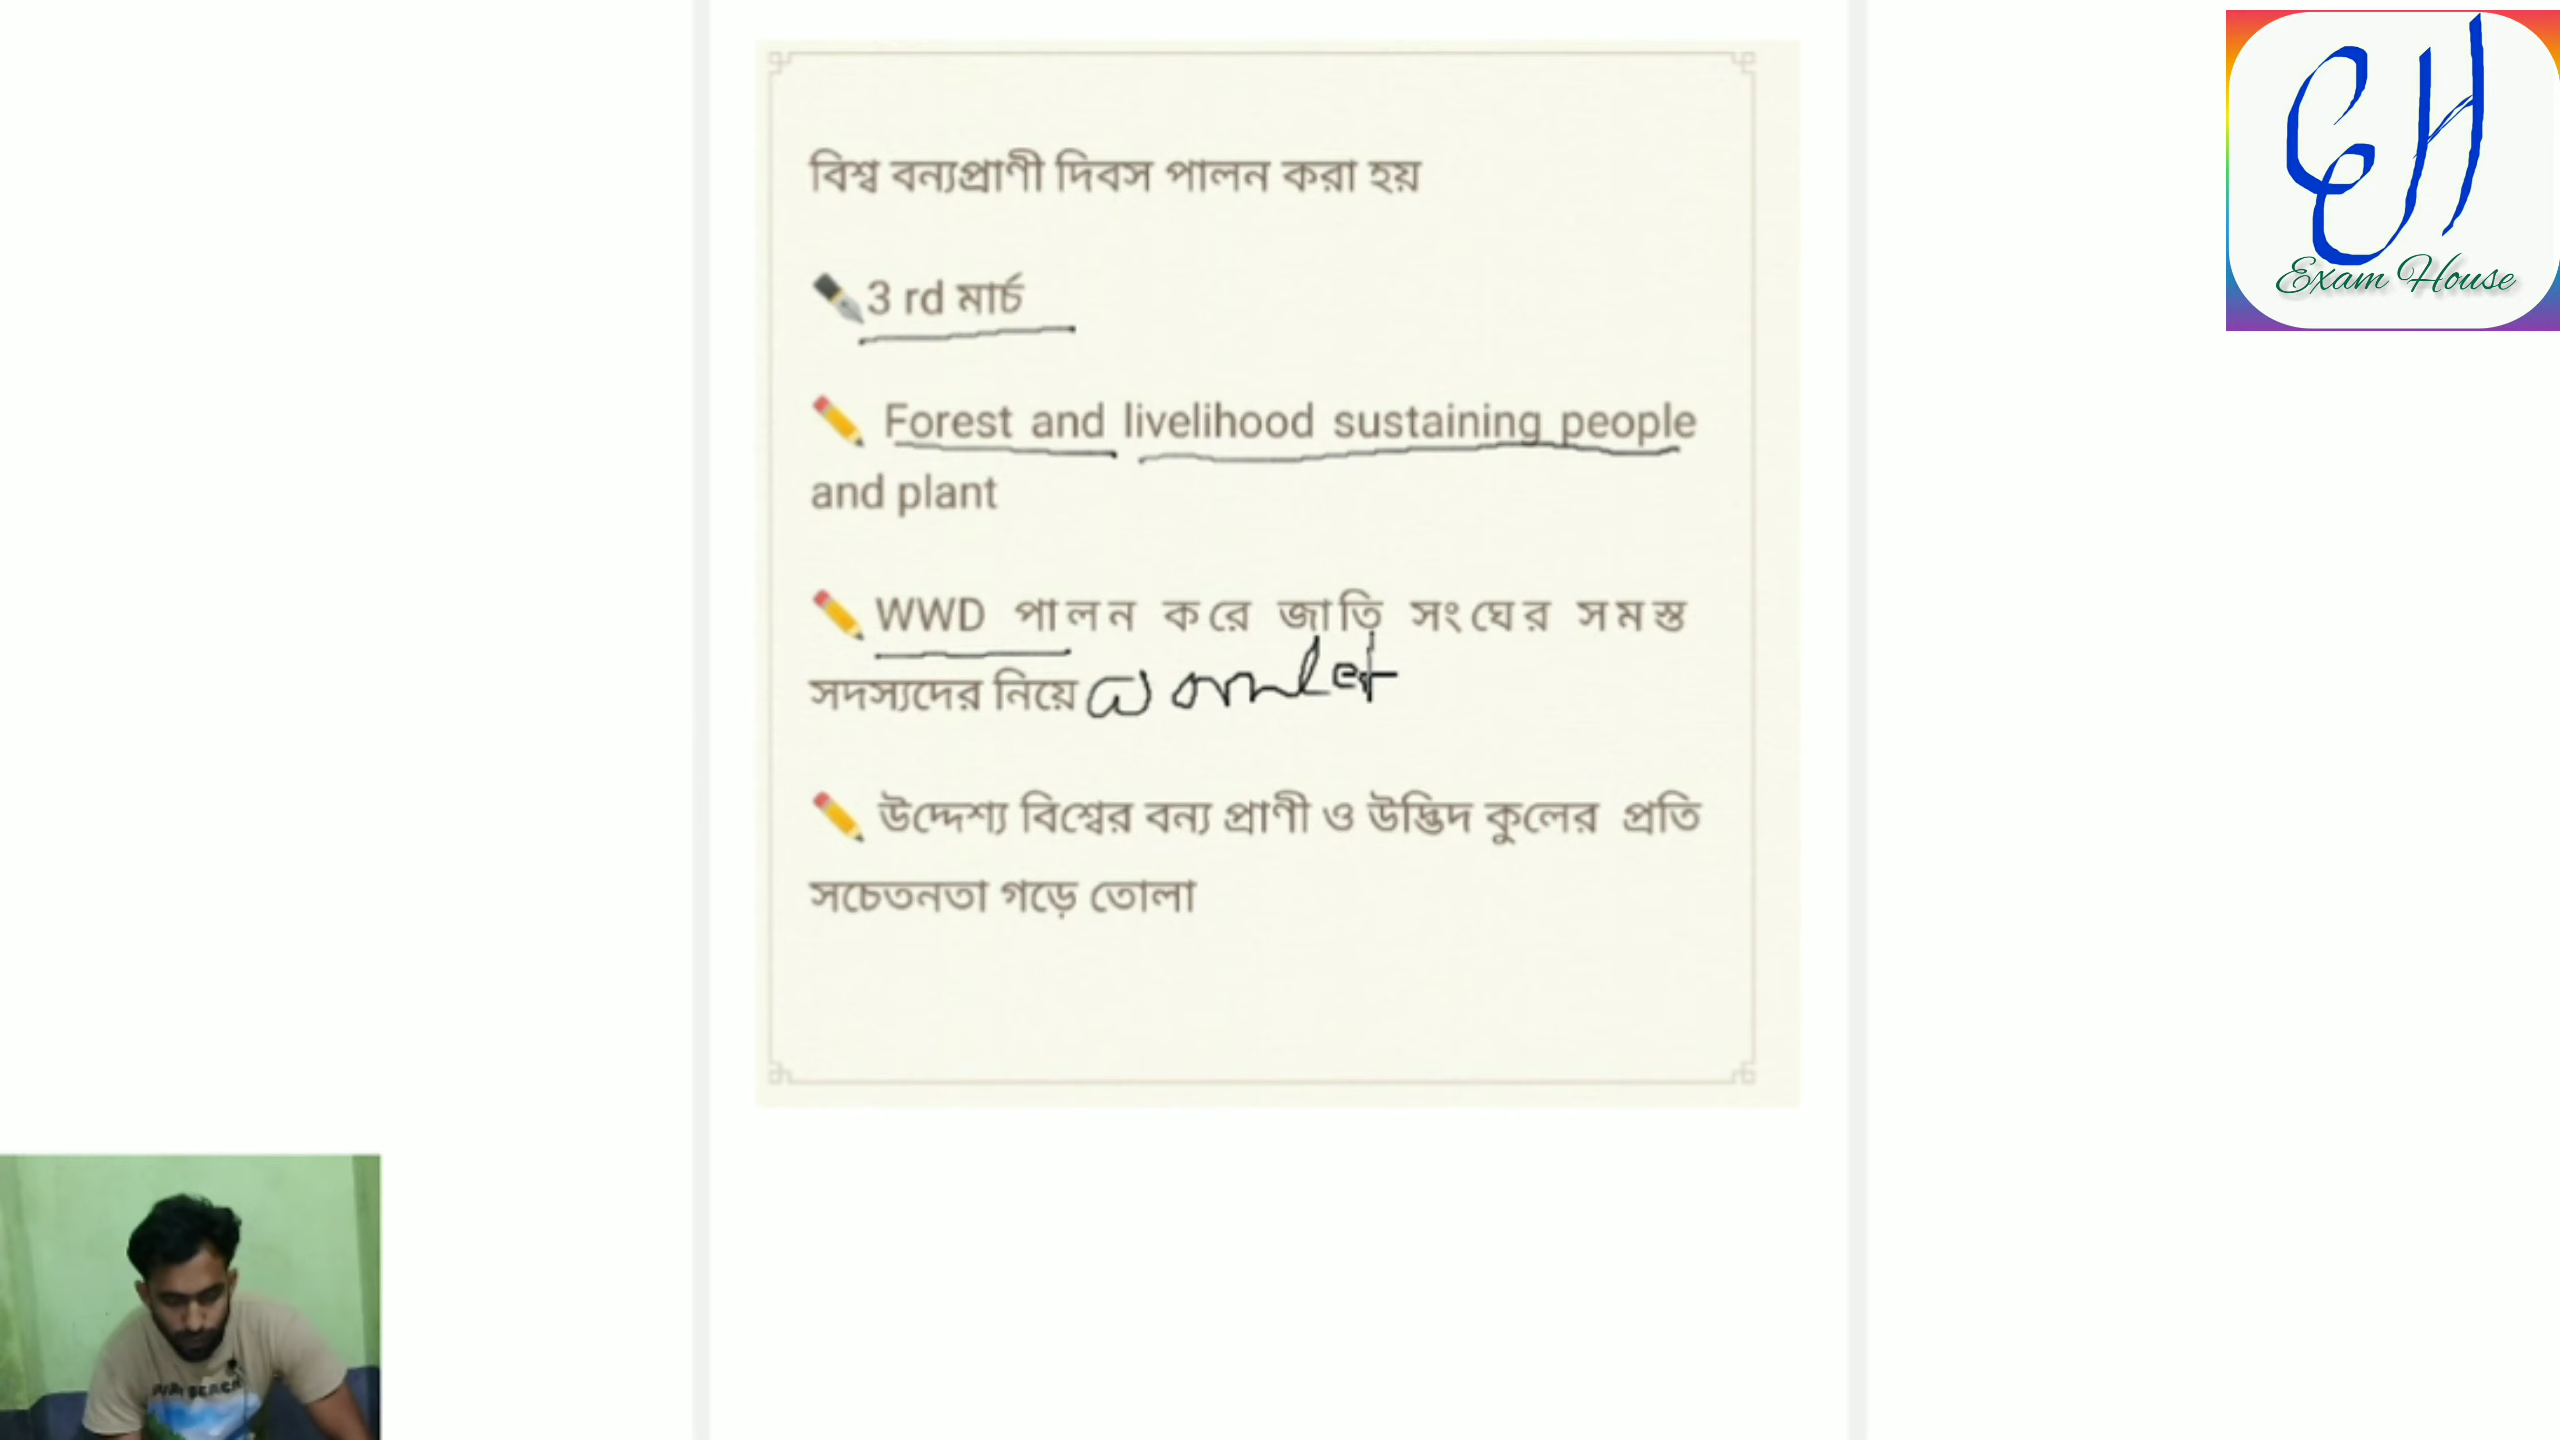 বিশ্ব বন্যপ্রাণী দিবস পালন করা হয়
3 rd মার্চ
Forest and livelihood sustaining people
and plant
WWD পালন করে জাতি সংঘের সমস্ত
সদস্যদের নিয়ে
উদ্দেশ্য বিশ্বের বন্য প্রাণী ও উদ্ভিদ কুলের প্রতি
সচেতনতা গড়ে তোলা
EH
Exam House